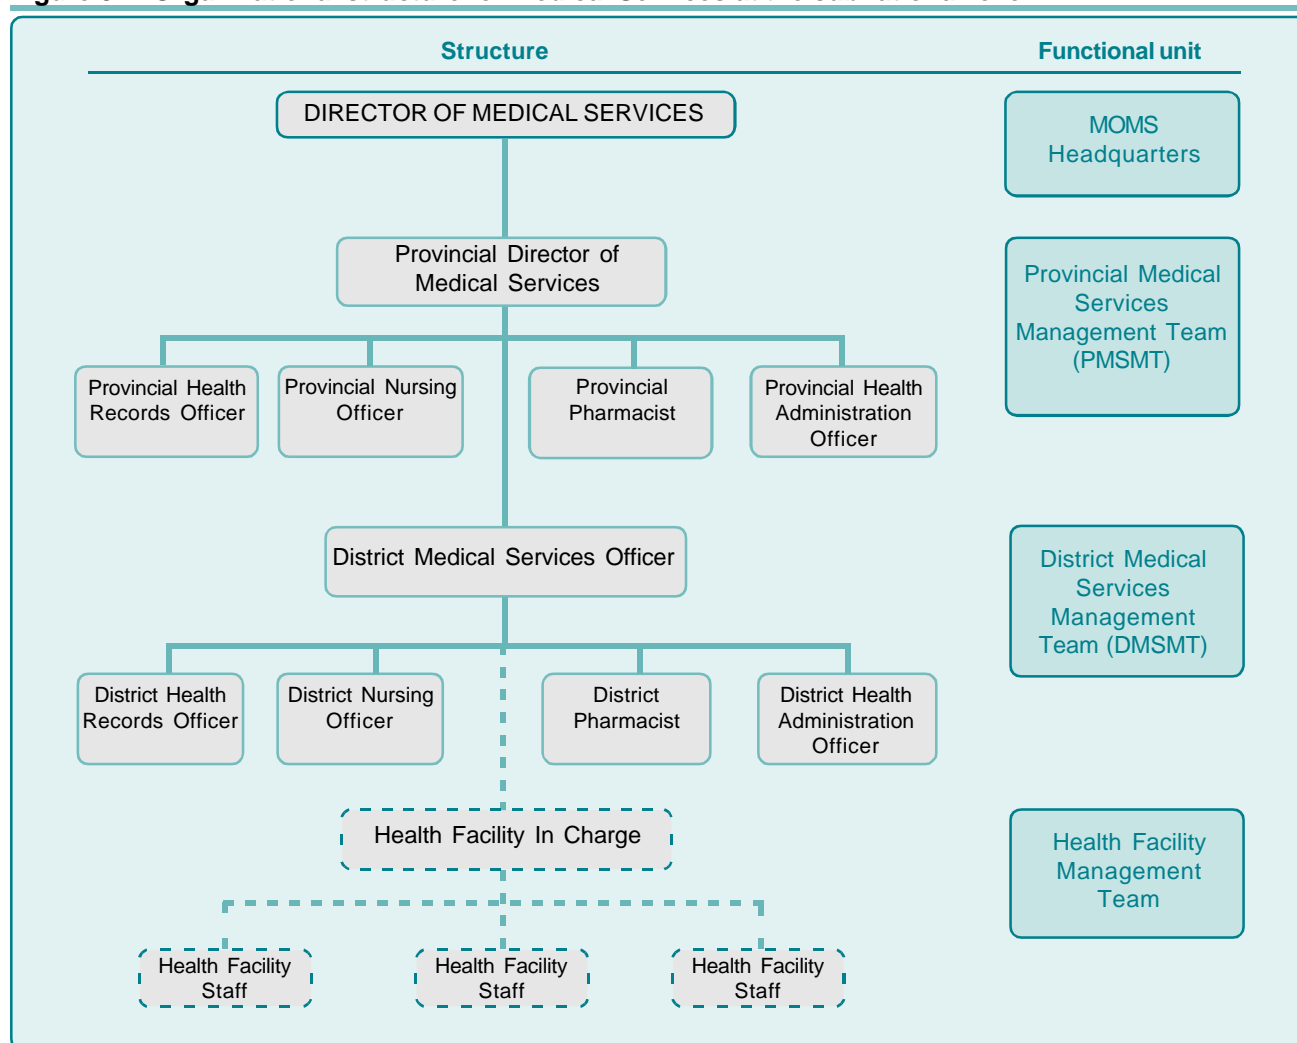 Structure
Functional unit
DIRECTOR OF MEDICAL SERVICES
MOMS
Headquarters
Provincial Director of
Medical Services
Provincial Medical
Services
Management Team
(PMSMT)
Provincial Health
Records Officer
Provincial Nursing
Officer
Provincial
Pharmacist
Provincial Health
Administration
Officer
District Medical Services Officer
District Medical
Services
Management
Team (DMSMT)
District Health
Records Officer
District Nursing
Officer
District
Pharmacist
District Health
Administration
Officer
Health Facility In Charge
Health Facility
Management
Team
Health Facility
Staff
Health Facility
Staff
Health Facility
Staff